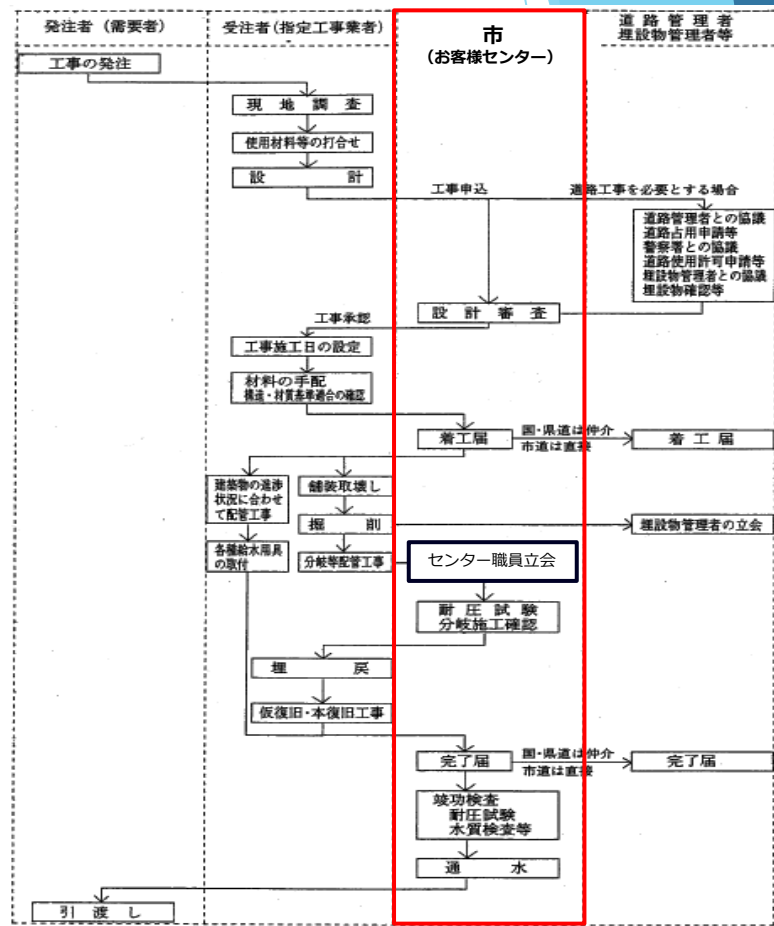 発注者（需要者）
受注者（指定工事業者）
市
（お客様センター）
道路管理者
埋設物管理者等
工事の発注
現地調査
使用材料等の打合せ
設計
工事申込
道路工事を必要とする場合
道路管理者との協議
道路占用申請等
警察署との協議
道路使用許可申請等
埋設物管理者との協議
埋設物確認等
設計審査
工事承認
工事施工日の設定
材料の手配
構造・材質基準適合の確認
着工届
国・県道は仲介
市道は直接
着工届
建築物の進捗
状況に合わせ
て配管工事
舗装取壊し
掘削
埋設物管理者の立会
各種給水用具
の取付
分岐等配管工事
センター職員立会
耐圧試験
分岐施工確認
埋戻
仮復旧・本復旧工事
完了届
国・県道は仲介
市道は直接
完了届
竣功検査
耐圧試験
水質検査等
通水
引渡し